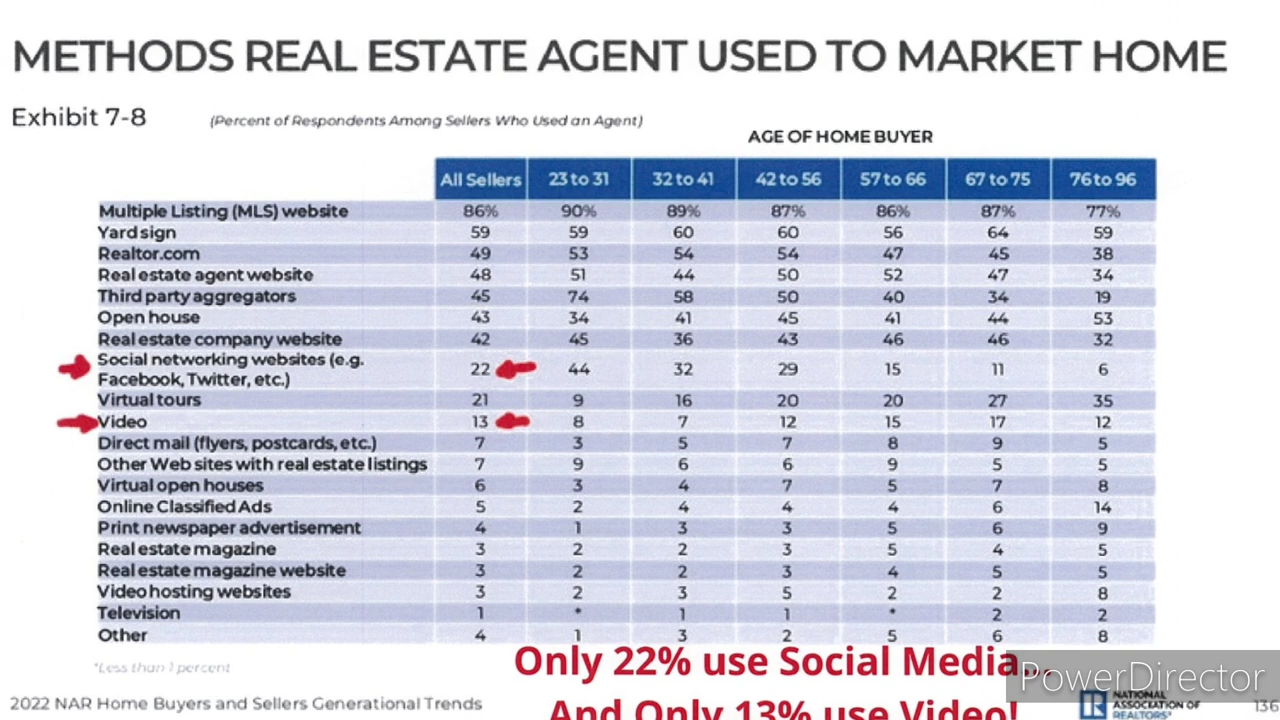 METHODS REAL ESTATE AGENT USED TO MARKET HOME
Exhibit 7-8 (Percent of Respondents Among Sellers Who Used an Agent)
AGE OF HOME BUYER
All Sellers 23 to 31 32 to 41 42 to 56 57 to 66 67 to 75 76 to 96
Multiple Listing (MLS) website 86% 90% 89% 87% 86% 87% 77%
Yard sign 59 59 60 60 56 64 59
Realtor.com 49 53 54 54 47 45 38
Real estate agent website 48 51 44 50 52 47 34
Third party aggregators 45 74 58 50 40 34 19
Open house 43 34 41 45 41 44 53
Real estate company website 42 45 36 43 46 46 32
Social networking websites (e.g.
Facebook, Twitter, etc.) 22 44 32 29 15 11 6
Virtual tours 21 9 16 20 20 27 35
Video 13 8 7 12 15 17 12
Direct mail (flyers, postcards, etc.) 7 3 5 7 8 9 5
Other Web sites with real estate listings 7 9 6 6 9 5 5
Virtual open houses 6 3 4 7 5 7 8
Online Classified Ads 5 2 4 4 4 6 14
Print newspaper advertisement 4 1 3 3 5 6 9
Real estate magazine 3 2 2 3 5 4 5
Real estate magazine website 3 2 2 3 4 5 5
Video hosting websites 3 2 3 5 2 2 8
Television 1 * 1 1 * 2 2
Other 4 1 3 2 5 6 8
*Less than 1 percent
Only 22% use Social Media...
And Only 13% use Video!
PowerDirector
2022 NAR Home Buyers and Sellers Generational Trends
NATIONAL
ASSOCIATION OF
REALTORS®
136